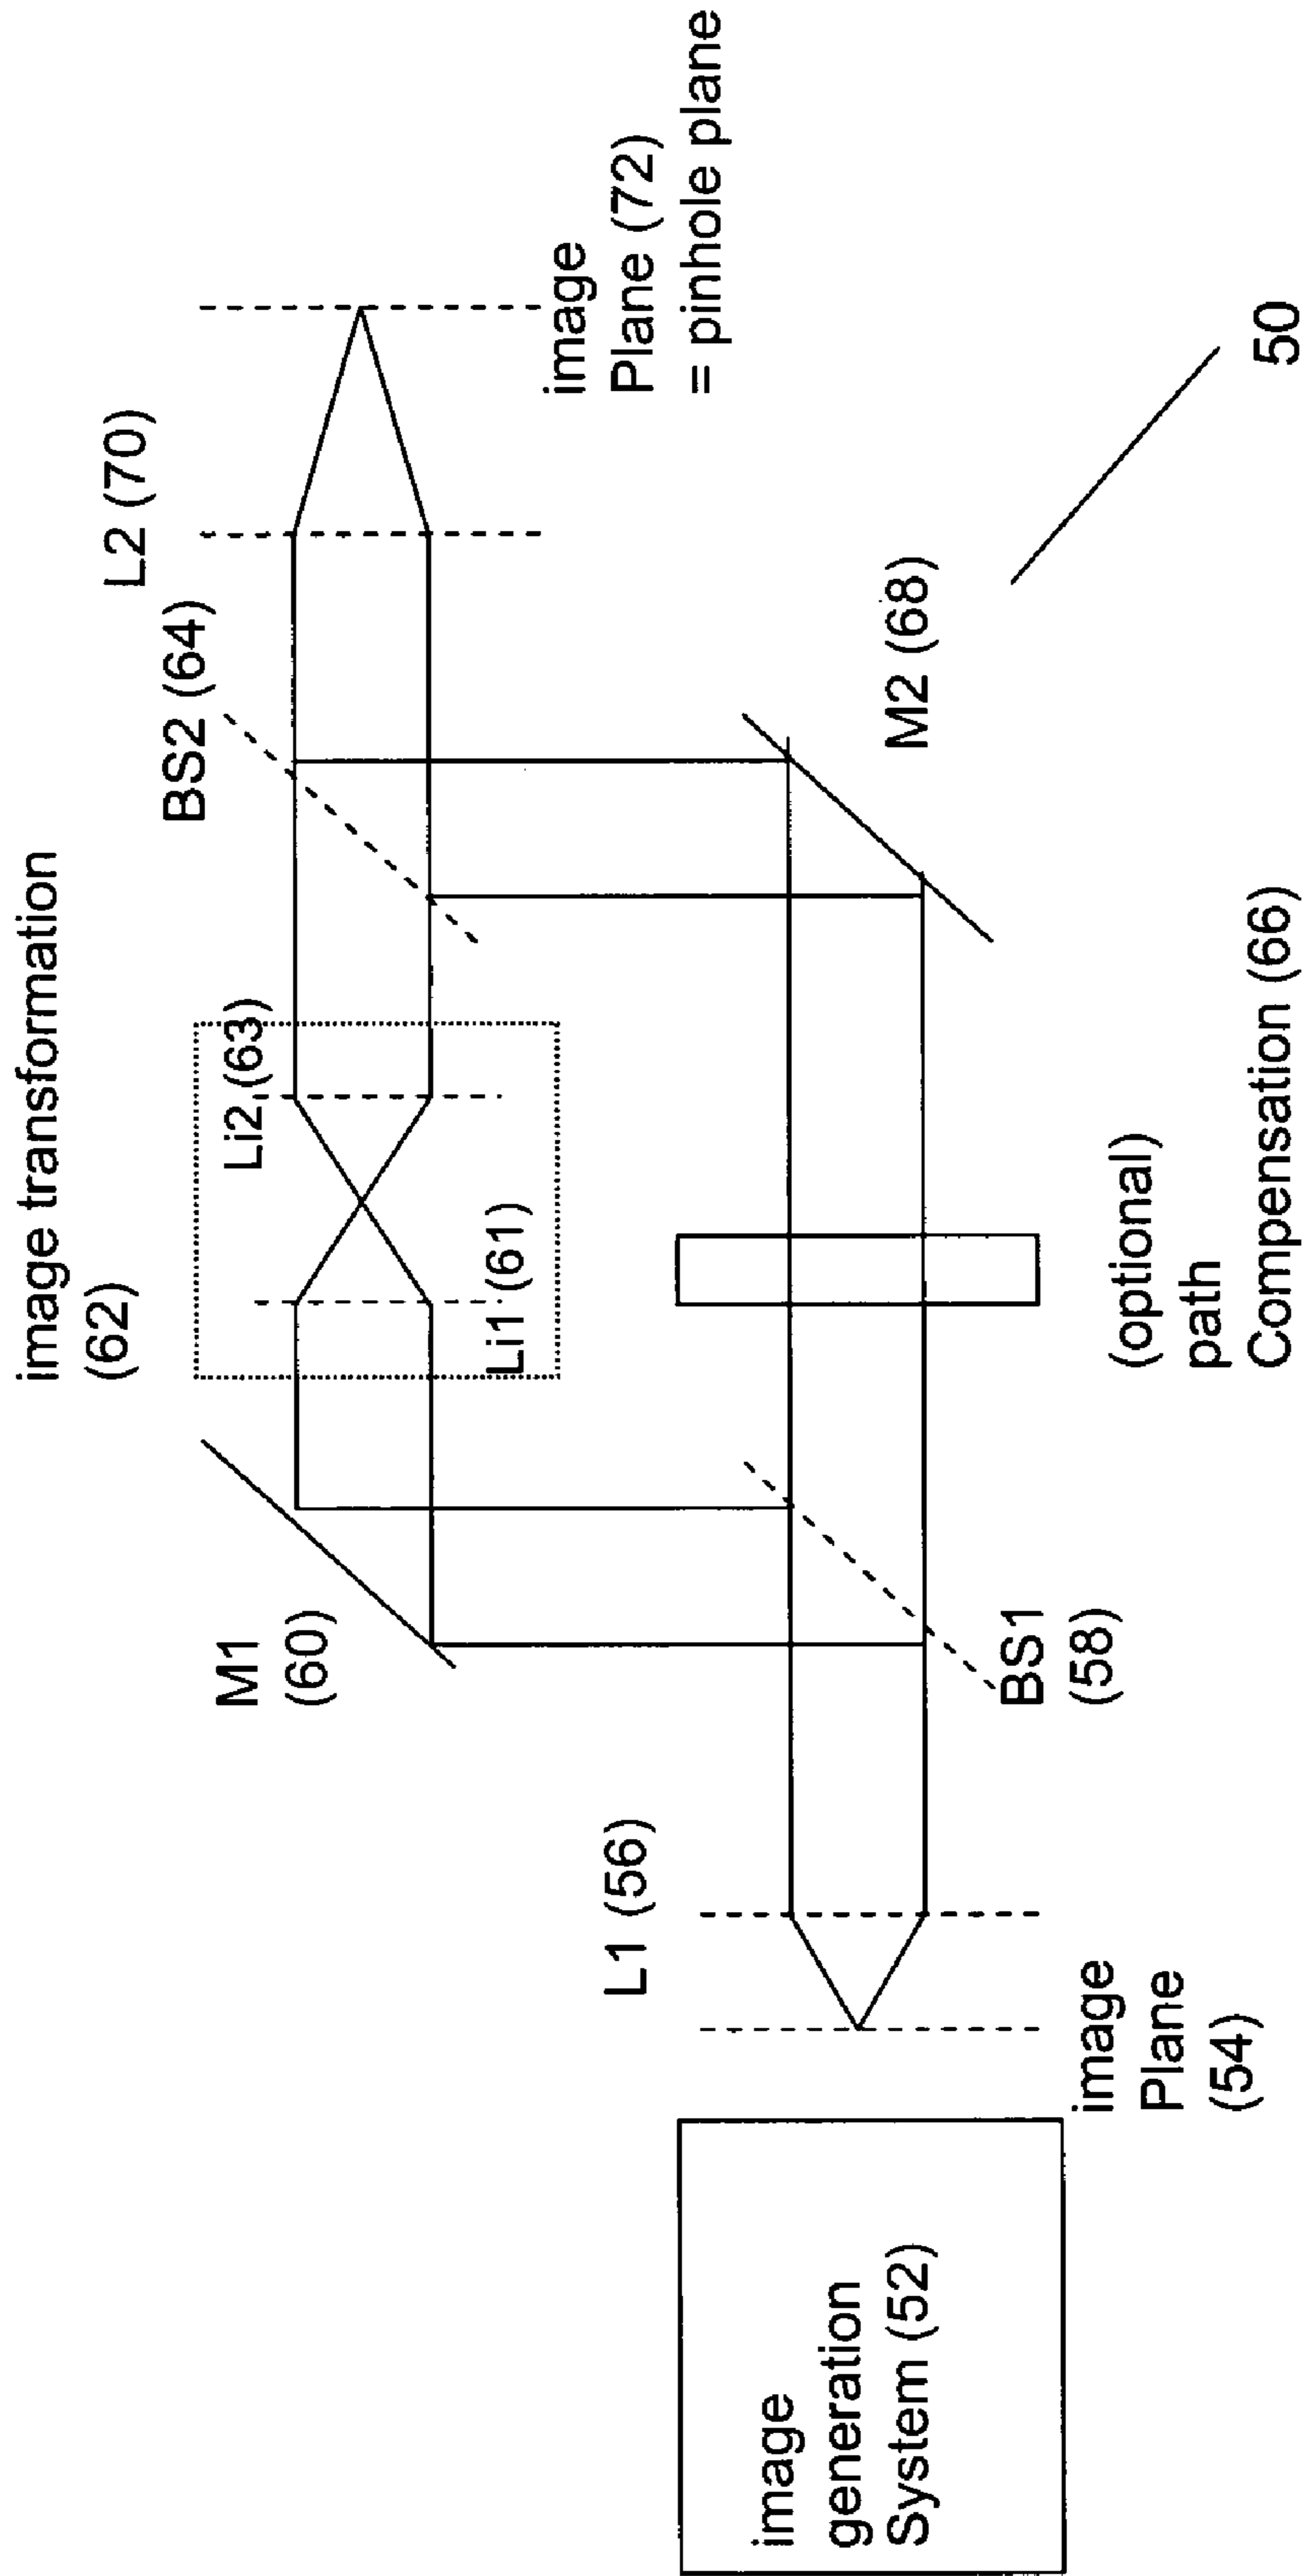 image transformation
(62)
L2 (70)
BS2 (64)
Li2 (63)
Li1 (61)
M1
(60)
image
Plane (72)
= pinhole plane
M2 (68)
50
L1 (56)
BS1
(58)
(optional)
path
Compensation (66)
image
Plane
(54)
image
generation
System (52)